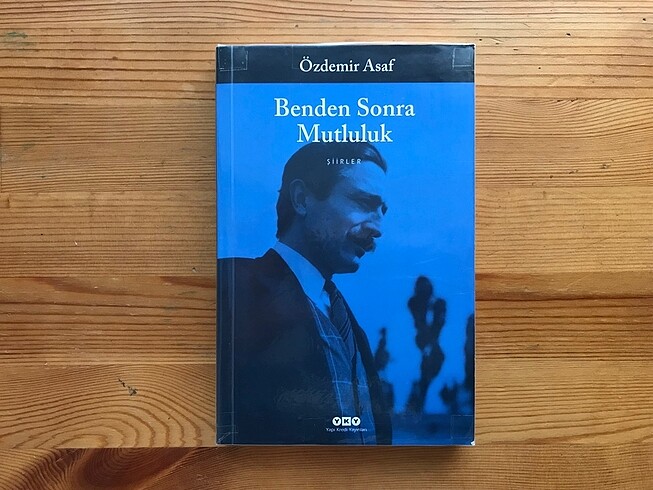 Özdemir Asaf
Benden Sonra
Mutluluk
ŞİİRLER
YKY
Yapı Kredi Yayınları